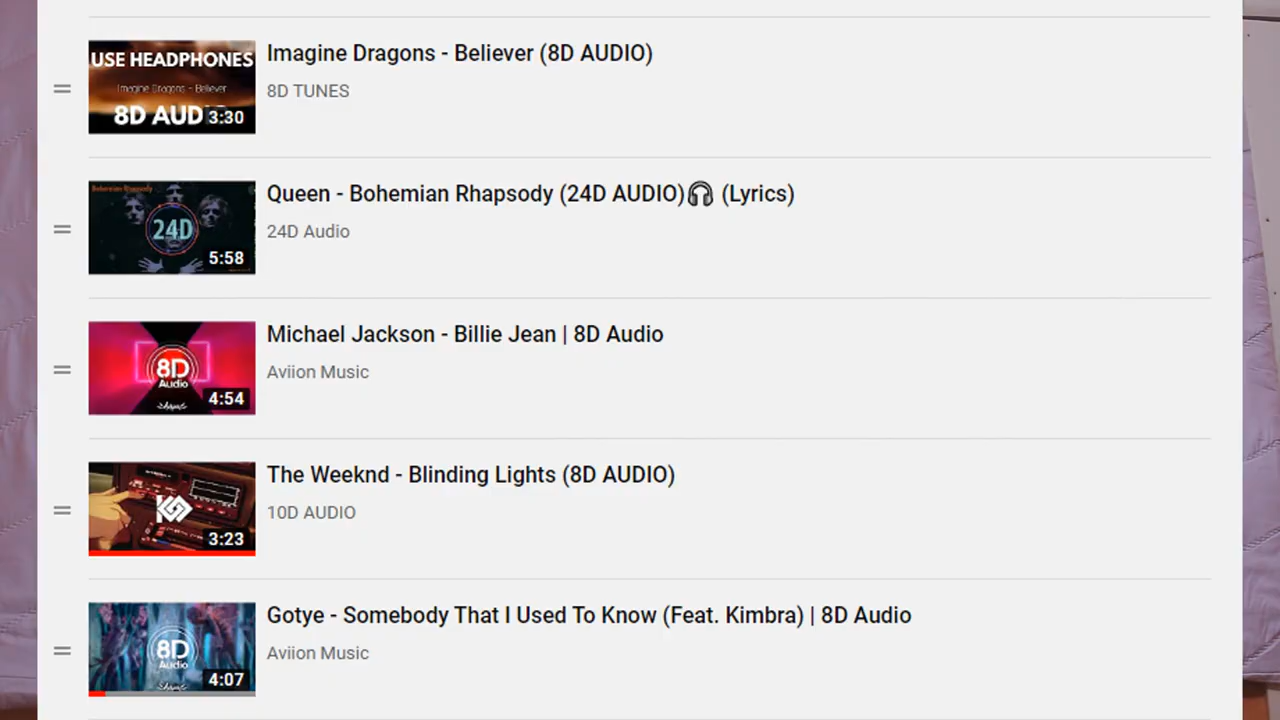 USE HEADPHONES
Imagine Dragons - Believer
8D AUD
3:30
Imagine Dragons - Believer (8D AUDIO)
8D TUNES
Bohemian Rhapsody
24D
5:58
Queen - Bohemian Rhapsody (24D AUDIO)🎧 (Lyrics)
24D Audio
8D
Audio
4:54
Michael Jackson - Billie Jean | 8D Audio
Aviion Music
3:23
The Weeknd - Blinding Lights (8D AUDIO)
10D AUDIO
8D
Audio
4:07
Gotye - Somebody That I Used To Know (Feat. Kimbra) | 8D Audio
Aviion Music